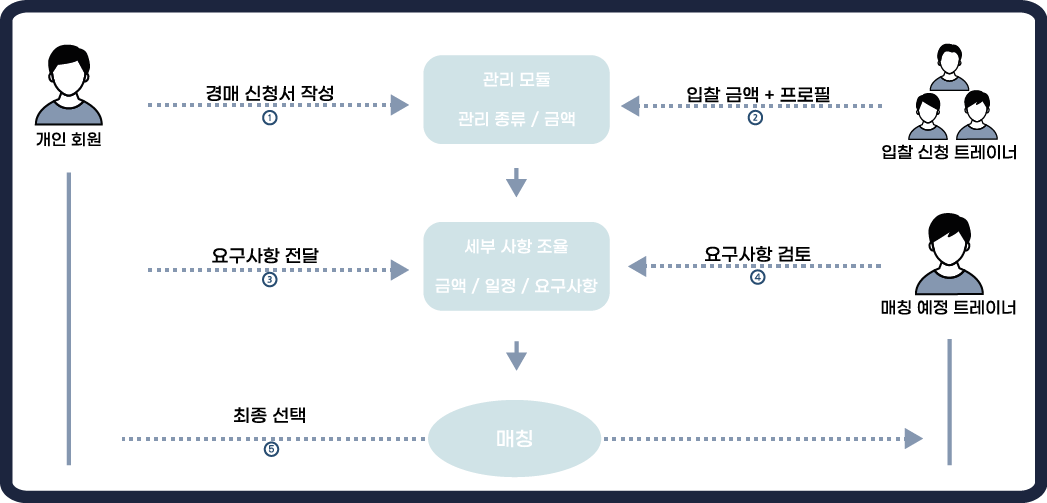 경매 신청서 작성
①
개인 회원
관리 모듈
관리 종류 / 금액
입찰 금액 + 프로필
②
입찰 신청 트레이너
요구사항 전달
③
세부 사항 조율
금액 / 일정 / 요구사항
요구사항 검토
④
매칭 예정 트레이너
최종 선택
⑤
매칭